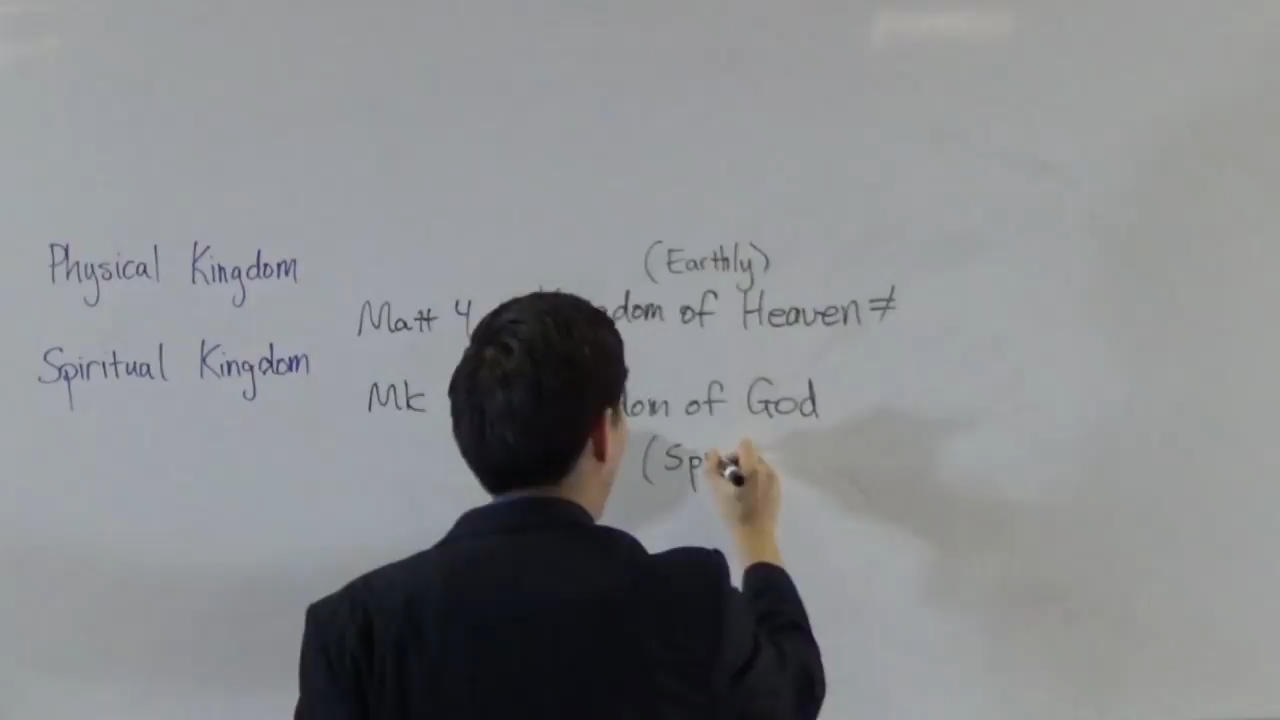 Physical Kingdom
Spiritual Kingdom
(Earthly)
Matt 4 dom of Heaven ≠
Mk dom of God
(Sp